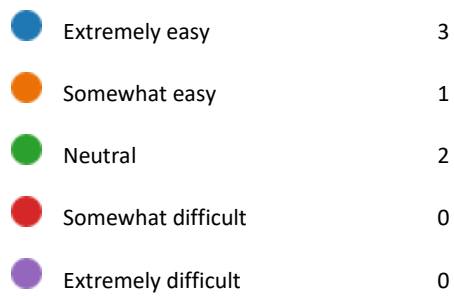 Extremely easy 3
Somewhat easy 1
Neutral 2
Somewhat difficult 0
Extremely difficult 0